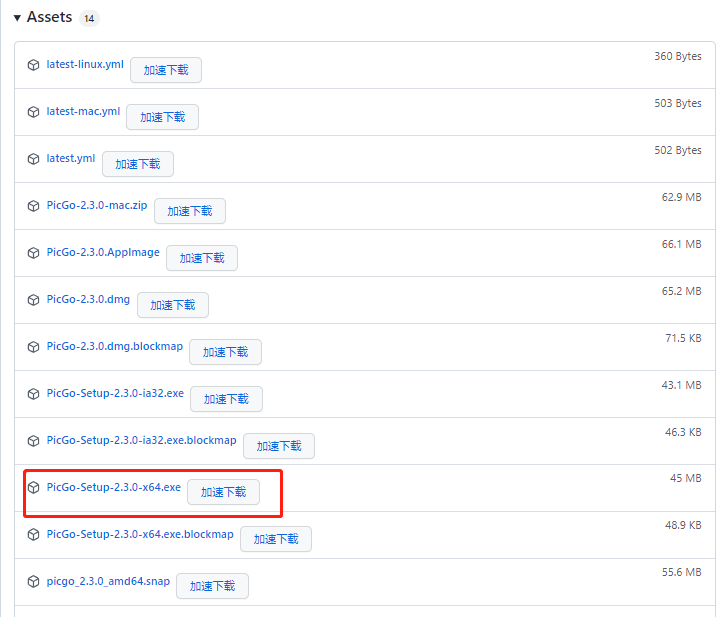 Assets 14
latest-linux.yml 加速下载 360 Bytes
latest-mac.yml 加速下载 503 Bytes
latest.yml 加速下载 502 Bytes
PicGo-2.3.0-mac.zip 加速下载 62.9 MB
PicGo-2.3.0.AppImage 加速下载 66.1 MB
PicGo-2.3.0.dmg 加速下载 65.2 MB
PicGo-2.3.0.dmg.blockmap 加速下载 71.5 KB
PicGo-Setup-2.3.0-ia32.exe 加速下载 43.1 MB
PicGo-Setup-2.3.0-ia32.exe.blockmap 加速下载 46.3 KB
PicGo-Setup-2.3.0-x64.exe 加速下载 45 MB
PicGo-Setup-2.3.0-x64.exe.blockmap 加速下载 48.9 KB
picgo_2.3.0_amd64.snap 加速下载 55.6 MB